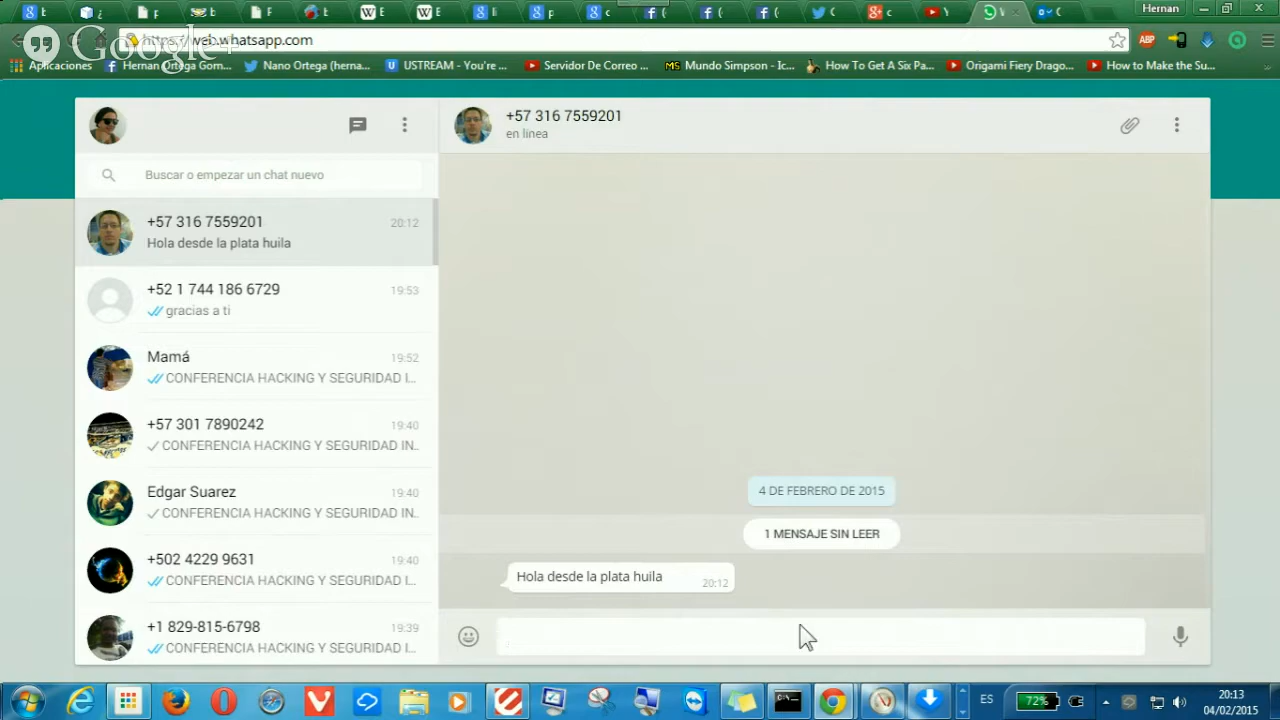 Hernan
Google+
https://web.whatsapp.com
ABP
Aplicaciones
Hernan Ortega Gom...
Nano Ortega (herna...
USTREAM - You're ...
Servidor De Correo ...
Mundo Simpson - Ic...
How To Get A Six Pa...
Origami Fiery Drago...
How to Make the Su...
+57 316 7559201
en línea
Buscar o empezar un chat nuevo
+57 316 7559201
20:12
Hola desde la plata huila
+52 1 744 186 6729
19:53
gracias a ti
Mamá
19:52
CONFERENCIA HACKING Y SEGURIDAD I...
+57 301 7890242
19:40
CONFERENCIA HACKING Y SEGURIDAD IN..
Edgar Suarez
19:40
CONFERENCIA HACKING Y SEGURIDAD IN..
+502 4229 9631
19:40
CONFERENCIA HACKING Y SEGURIDAD I...
+1 829-815-6798
19:39
CONFERENCIA HACKING Y SEGURIDAD I...
4 DE FEBRERO DE 2015
1 MENSAJE SIN LEER
Hola desde la plata huila
20:12
ES
72%
20:13
04/02/2015